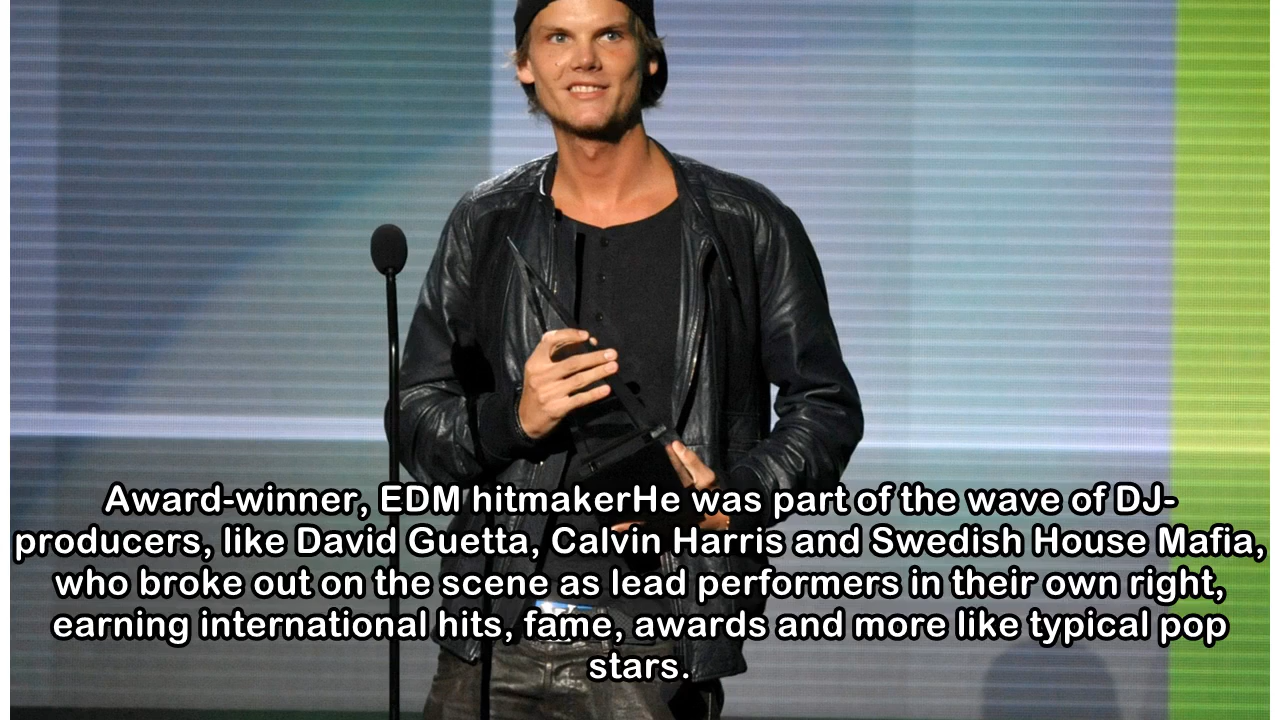 Award-winner, EDM hitmakerHe was part of the wave of DJ-
producers, like David Guetta, Calvin Harris and Swedish House Mafia,
who broke out on the scene as lead performers in their own right,
earning international hits, fame, awards and more like typical pop
stars.